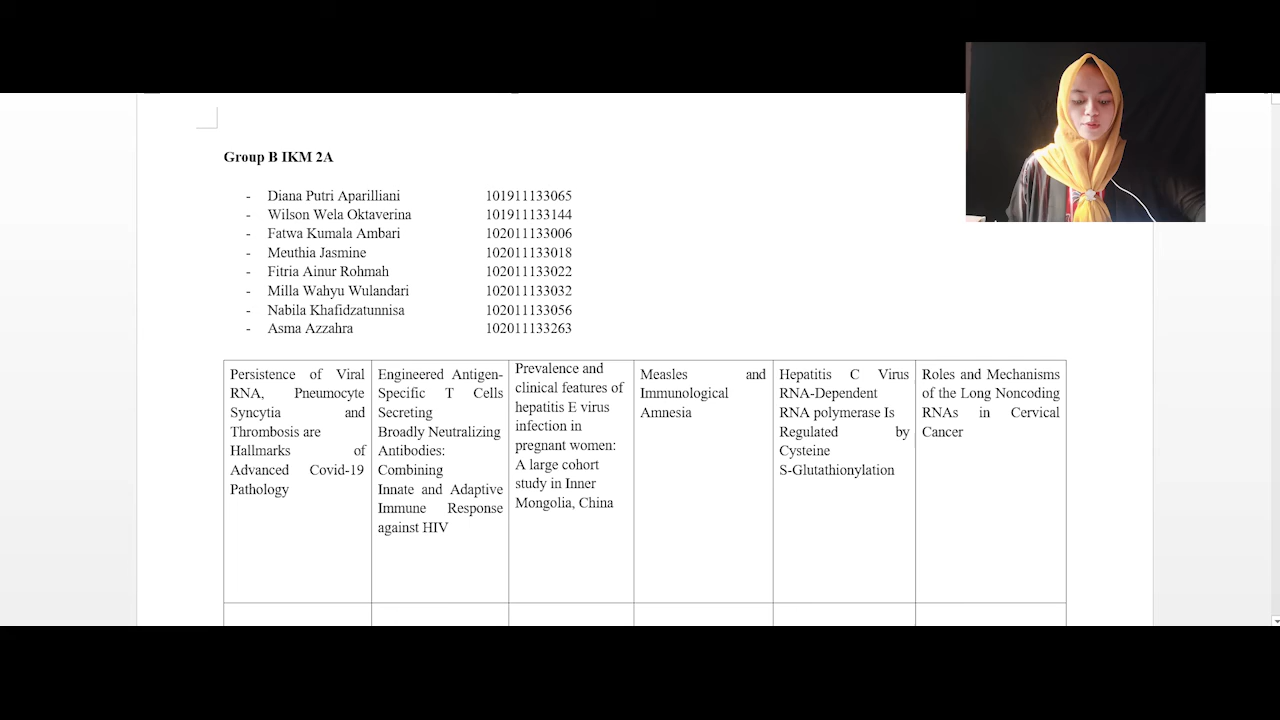 Group B IKM 2A
- Diana Putri Aparilliani 101911133065
- Wilson Wela Oktaverina 101911133144
- Fatwa Kumala Ambari 102011133006
- Meuthia Jasmine 102011133018
- Fitria Ainur Rohmah 102011133022
- Milla Wahyu Wulandari 102011133032
- Nabila Khafidzatunnisa 102011133056
- Asma Azzahra 102011133263
Persistence of Viral
RNA, Pneumocyte
Syncytia and
Thrombosis are
Hallmarks of
Advanced Covid-19
Pathology
Engineered Antigen-
Specific T Cells
Secreting
Broadly Neutralizing
Antibodies:
Combining
Innate and Adaptive
Immune Response
against HIV
Prevalence and
clinical features of
hepatitis E virus
infection in
pregnant women:
A large cohort
study in Inner
Mongolia, China
Measles and
Immunological
Amnesia
Hepatitis C Virus
RNA-Dependent
RNA polymerase Is
Regulated by
Cysteine
S-Glutathionylation
Roles and Mechanisms
of the Long Noncoding
RNAs in Cervical
Cancer